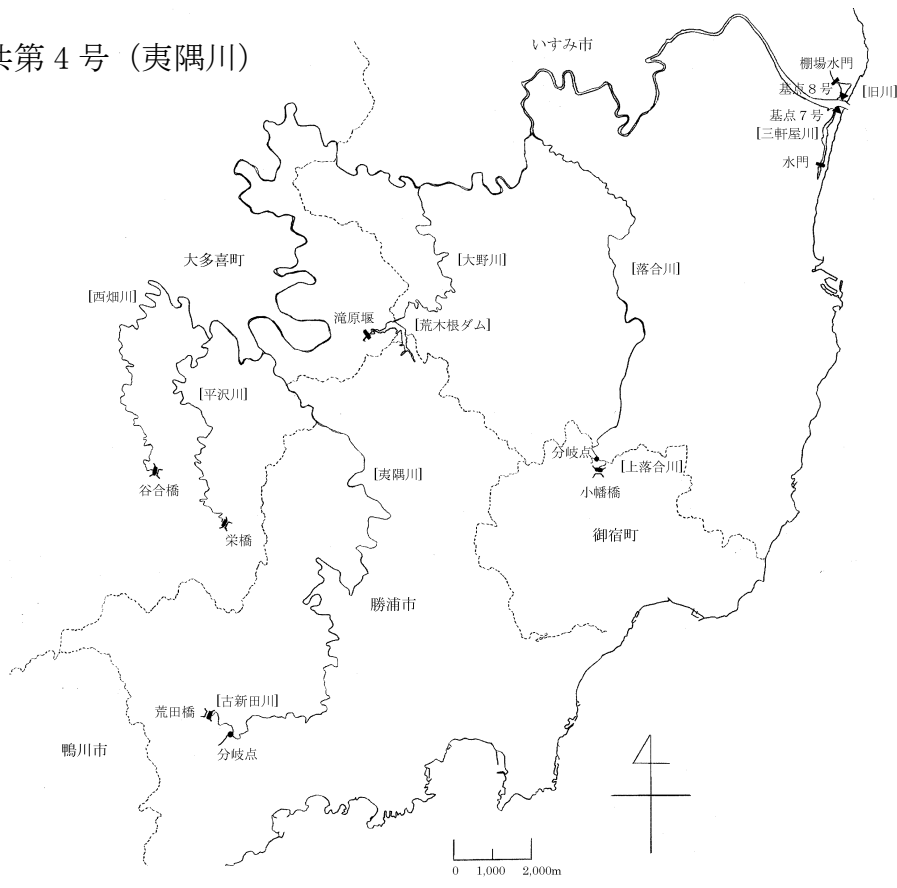 共第４号（夷隅川）
いすみ市
棚場水門
基点８号
[旧川]
基点７号
[三軒屋川]
水門
大多喜町
[大野川]
[落合川]
[西畑川]
滝原堰
[荒木根ダム]
[平沢川]
分岐点
[上落合川]
[夷隅川]
谷合橋
小幡橋
栄橋
御宿町
勝浦市
[古新田川]
荒田橋
鴨川市
分岐点
0 1,000 2,000m